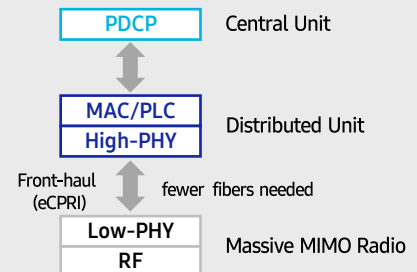 PDCP Central Unit
MAC/PLC
High-PHY
Distributed Unit
Front-haul
(eCPRI)
fewer fibers needed
Low-PHY
RF
Massive MIMO Radio